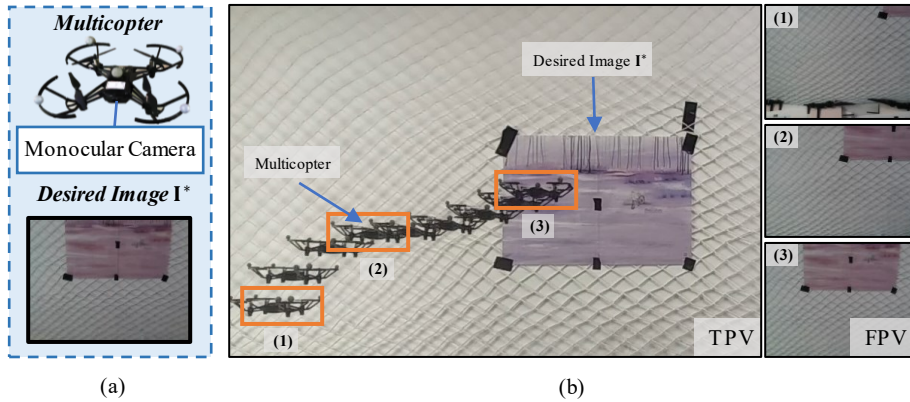 Multicopter
Monocular Camera
Desired Image I*
(a)
Desired Image I*
Multicopter
(1)
(2)
(3)
TPV
(b)
(1)
(2)
(3)
FPV